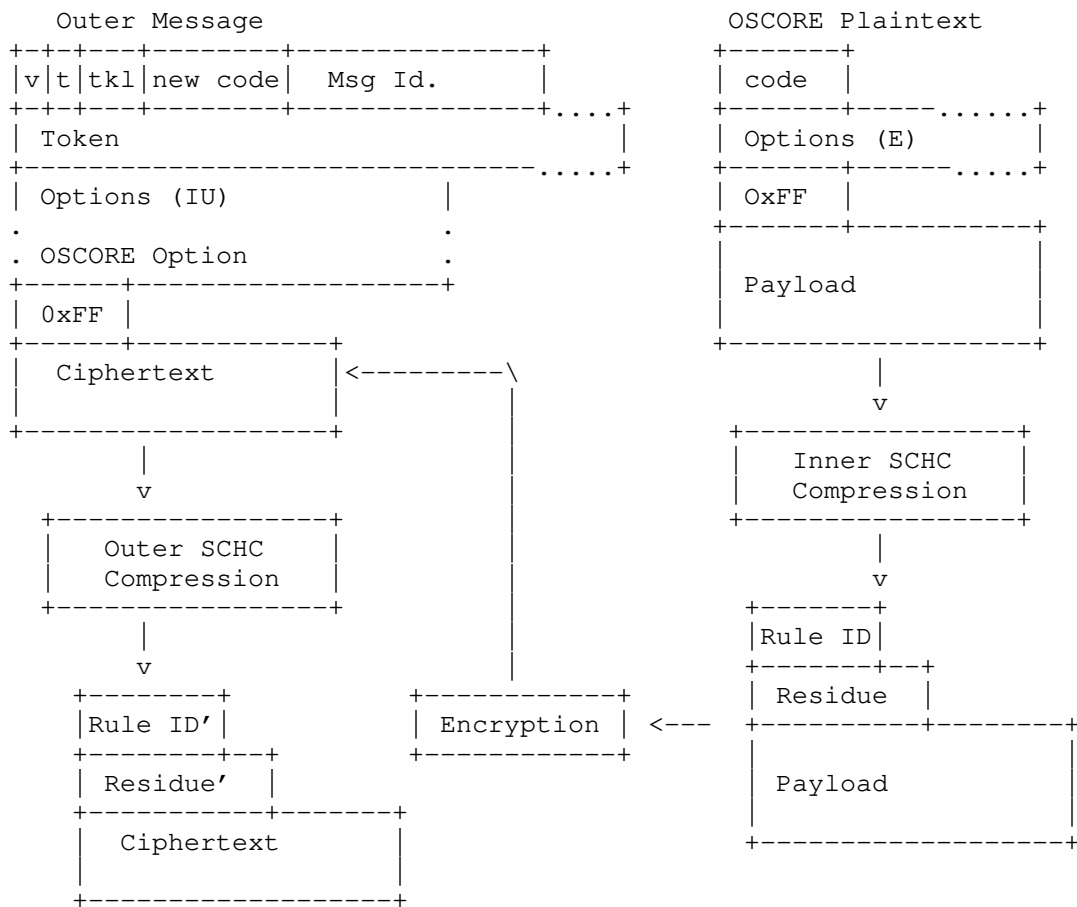 Outer Message
v t tkl new code Msg Id.
Token
Options (IU)
OSCORE Option
0xFF
Ciphertext
v
Outer SCHC
Compression
v
Rule ID'
Residue'
Ciphertext
OSCORE Plaintext
code
Options (E)
OxFF
Payload
v
Inner SCHC
Compression
v
Rule ID
Residue
Payload
Encryption